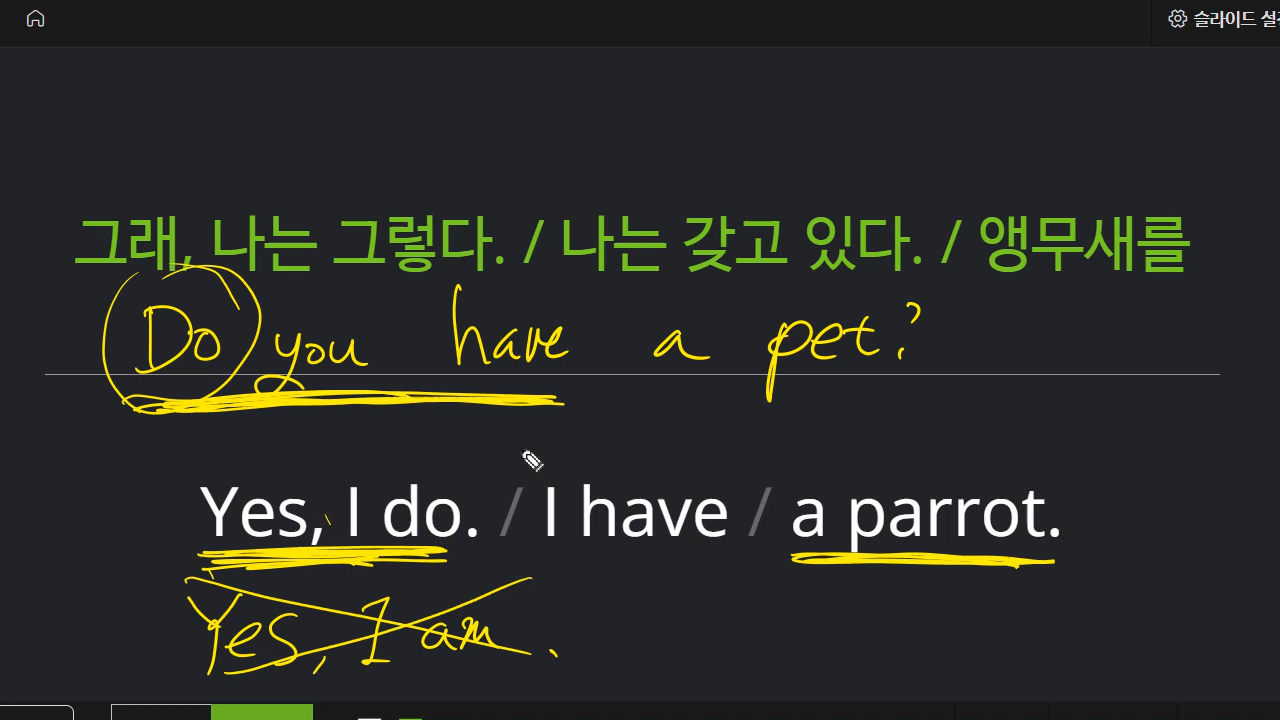 슬라이드
그래, 나는 그렇다. / 나는 갖고 있다. / 앵무새를
Do you have a pet?
Yes, I do. / I have / a parrot.
Yes, I am.